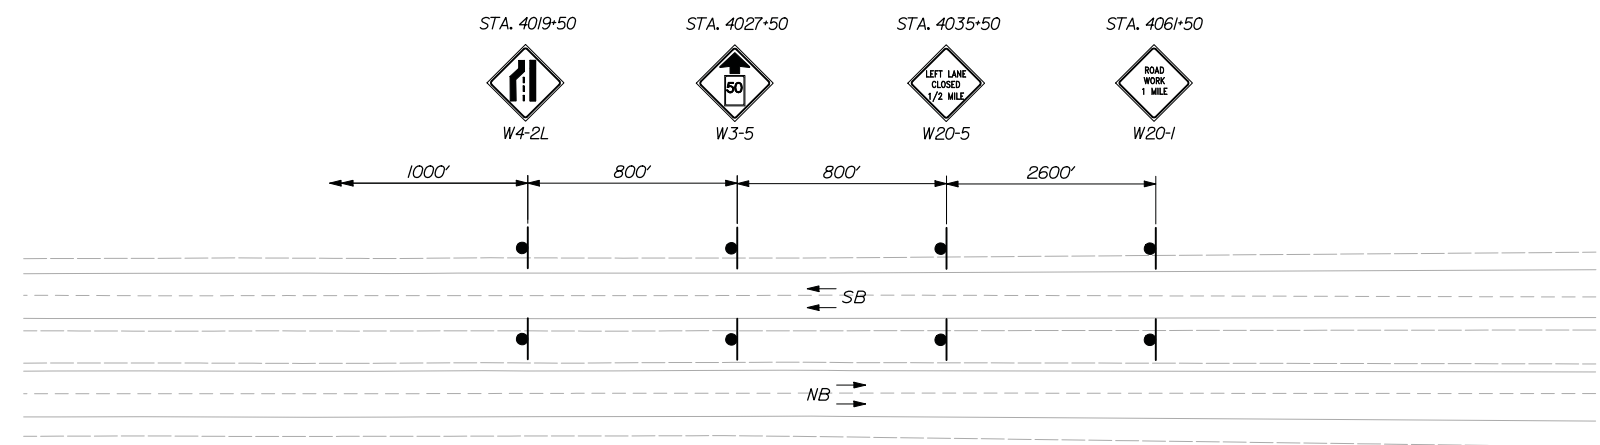 STA. 4019+50
STA. 4027+50
STA. 4035+50
STA. 4061+50
50
LEFT LANE
CLOSED
1/2 MILE
ROAD
WORK
1 MILE
W4-2L
W3-5
W20-5
W20-1
1000'
800'
800'
2600'
SB
NB